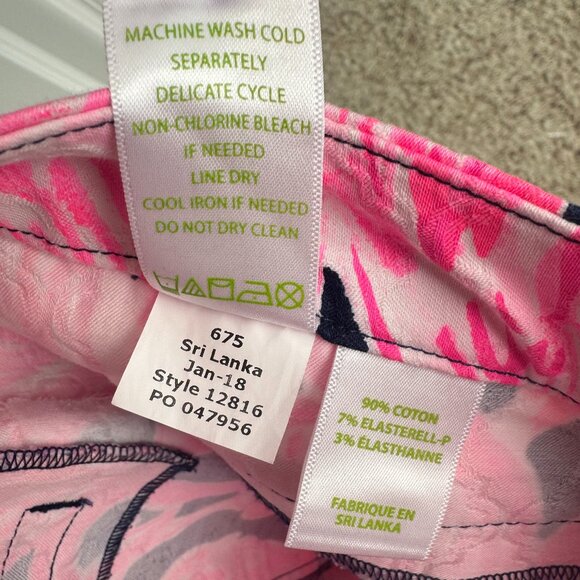 MACHINE WASH COLD
SEPARATELY
DELICATE CYCLE
NON-CHLORINE BLEACH
IF NEEDED
LINE DRY
COOL IRON IF NEEDED
DO NOT DRY CLEAN
675
Sri Lanka
Jan-18
Style 12816
PO 047956
90% COTON
7% ELASTERELL-P
3% ÉLASTHANNE
FABRIQUE EN
SRI LANKA